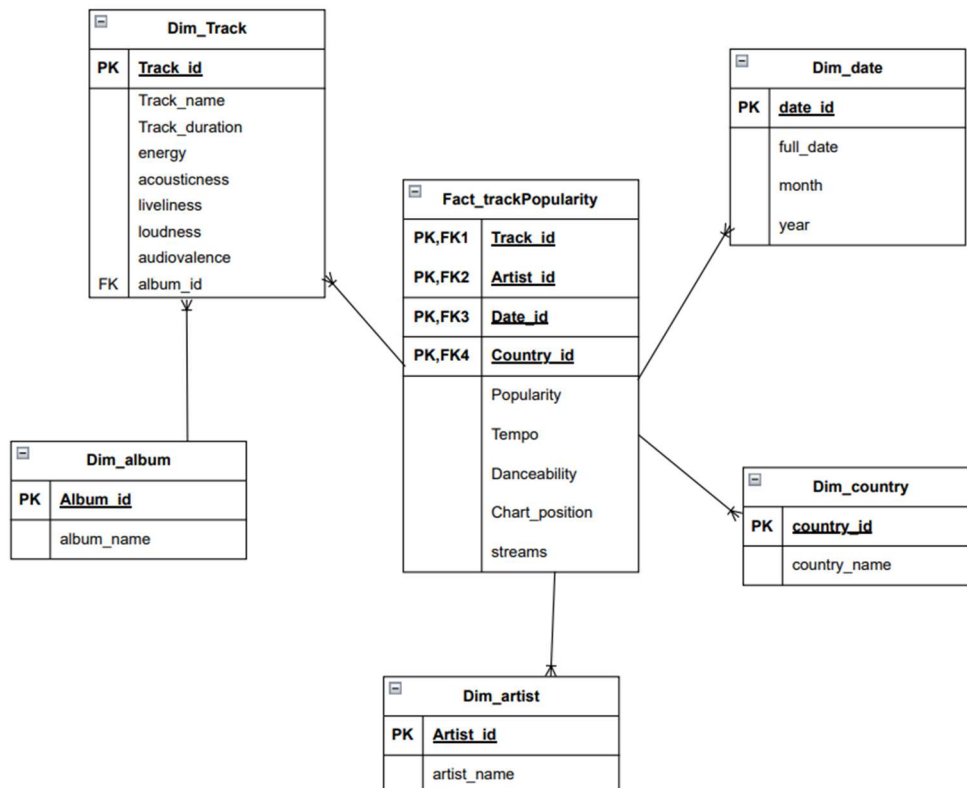 Dim_Track
PK Track_id
Track_name
Track_duration
energy
acousticness
liveliness
loudness
audiovalence
FK album_id
Dim_date
PK date_id
full_date
month
year
Fact_trackPopularity
PK,FK1 Track_id
PK,FK2 Artist_id
PK,FK3 Date_id
PK,FK4 Country_id
Popularity
Tempo
Danceability
Chart_position
streams
Dim_album
PK Album_id
album_name
Dim_country
PK country_id
country_name
Dim_artist
PK Artist_id
artist_name